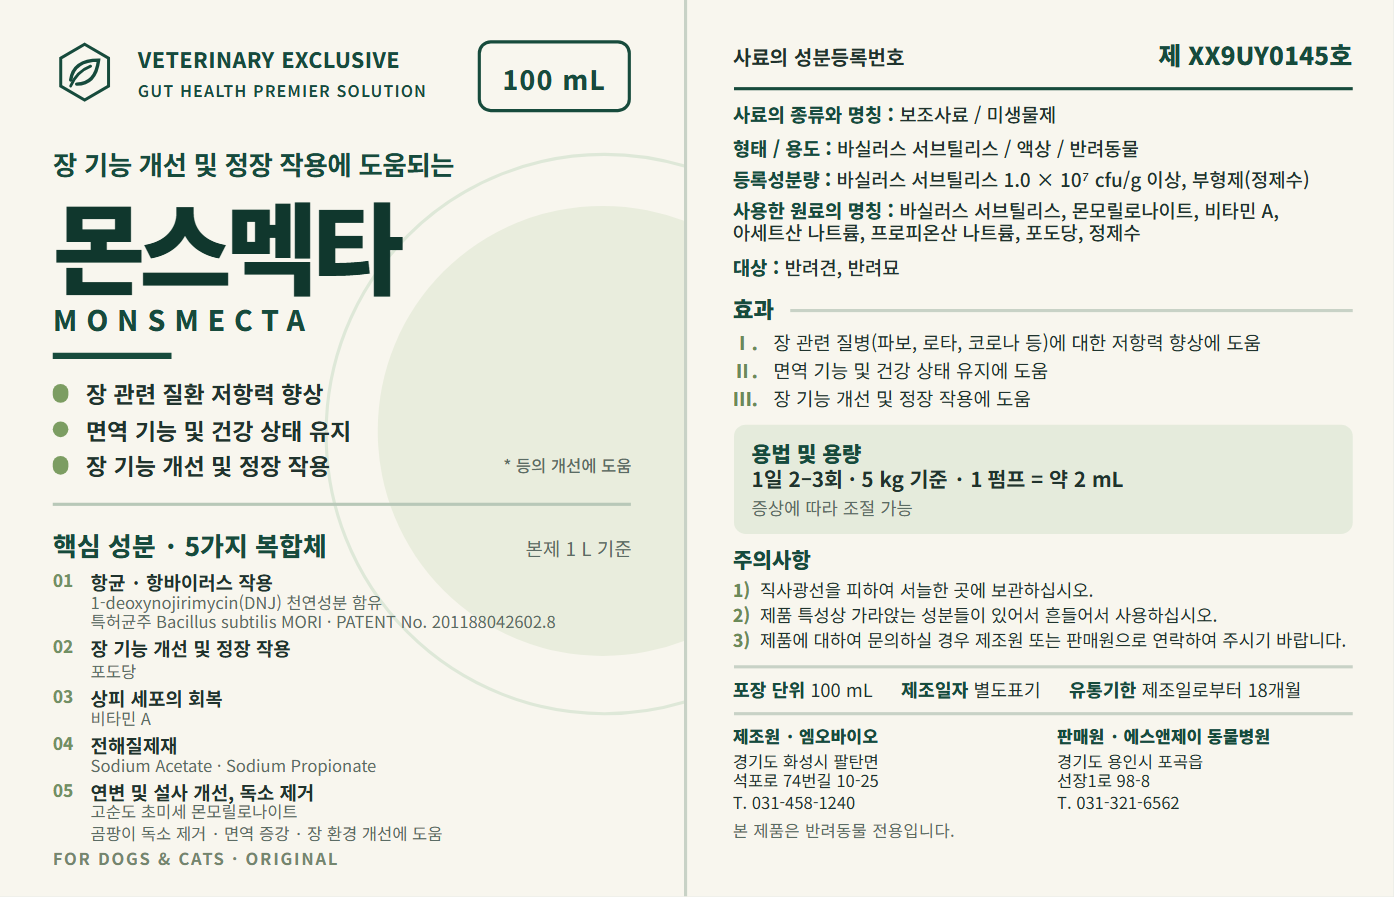 VETERINARY EXCLUSIVE
GUT HEALTH PREMIER SOLUTION
100 mL
장 기능 개선 및 정장 작용에 도움되는
몬스멕타
MONSMECTA
장 관련 질환 저항력 향상
면역 기능 및 건강 상태 유지
장 기능 개선 및 정장 작용
* 등의 개선에 도움
핵심 성분 · 5가지 복합체
본제 1 L 기준
01 항균 · 항바이러스 작용
1-deoxynojirimycin(DNJ) 천연성분 함유
특허균주 Bacillus subtilis MORI · PATENT No. 201188042602.8
02 장 기능 개선 및 정장 작용
포도당
03 상피 세포의 회복
비타민 A
04 전해질제재
Sodium Acetate · Sodium Propionate
05 연변 및 설사 개선, 독소 제거
고순도 초미세 몬모릴로나이트
곰팡이 독소 제거 · 면역 증강 · 장 환경 개선에 도움
FOR DOGS & CATS · ORIGINAL
사료의 성분등록번호
제 XX9UY0145호
사료의 종류와 명칭 : 보조사료 / 미생물제
형태 / 용도 : 바실러스 서브틸리스 / 액상 / 반려동물
등록성분량 : 바실러스 서브틸리스 1.0 × 10⁷ cfu/g 이상, 부형제(정제수)
사용한 원료의 명칭 : 바실러스 서브틸리스, 몬모릴로나이트, 비타민 A,
아세트산 나트륨, 프로피온산 나트륨, 포도당, 정제수
대상 : 반려견, 반려묘
효과
I. 장 관련 질병(파보, 로타, 코로나 등)에 대한 저항력 향상에 도움
II. 면역 기능 및 건강 상태 유지에 도움
III. 장 기능 개선 및 정장 작용에 도움
용법 및 용량
1일 2–3회 · 5 kg 기준 · 1 펌프 = 약 2 mL
증상에 따라 조절 가능
주의사항
1) 직사광선을 피하여 서늘한 곳에 보관하십시오.
2) 제품 특성상 가라앉는 성분들이 있어서 흔들어서 사용하십시오.
3) 제품에 대하여 문의하실 경우 제조원 또는 판매원으로 연락하여 주시기 바랍니다.
포장 단위 100 mL 제조일자 별도표기 유통기한 제조일로부터 18개월
제조원 · 엠오바이오
경기도 화성시 팔탄면
석포로 74번길 10-25
T. 031-458-1240
판매원 · 에스앤제이 동물병원
경기도 용인시 포곡읍
선장1로 98-8
T. 031-321-6562
본 제품은 반려동물 전용입니다.